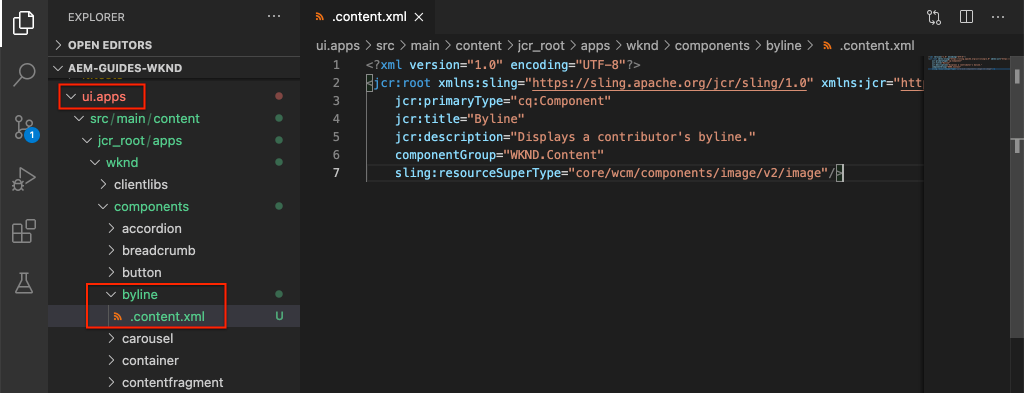 EXPLORER
OPEN EDITORS
AEM-GUIDES-WKND
ui.apps
src/main/content
jcr_root/apps
wknd
clientlibs
components
accordion
breadcrumb
button
byline
.content.xml U
carousel
container
contentfragment
1
.content.xml
ui.apps > src > main > content > jcr_root > apps > wknd > components > byline > .content.xml
1 <?xml version="1.0" encoding="UTF-8"?>
2 <jcr:root xmlns:sling="https://sling.apache.org/jcr/sling/1.0" xmlns:jcr="htt
3 jcr:primaryType="cq:Component"
4 jcr:title="Byline"
5 jcr:description="Displays a contributor's byline."
6 componentGroup="WKND.Content"
7 sling:resourceSuperType="core/wcm/components/image/v2/image"/>